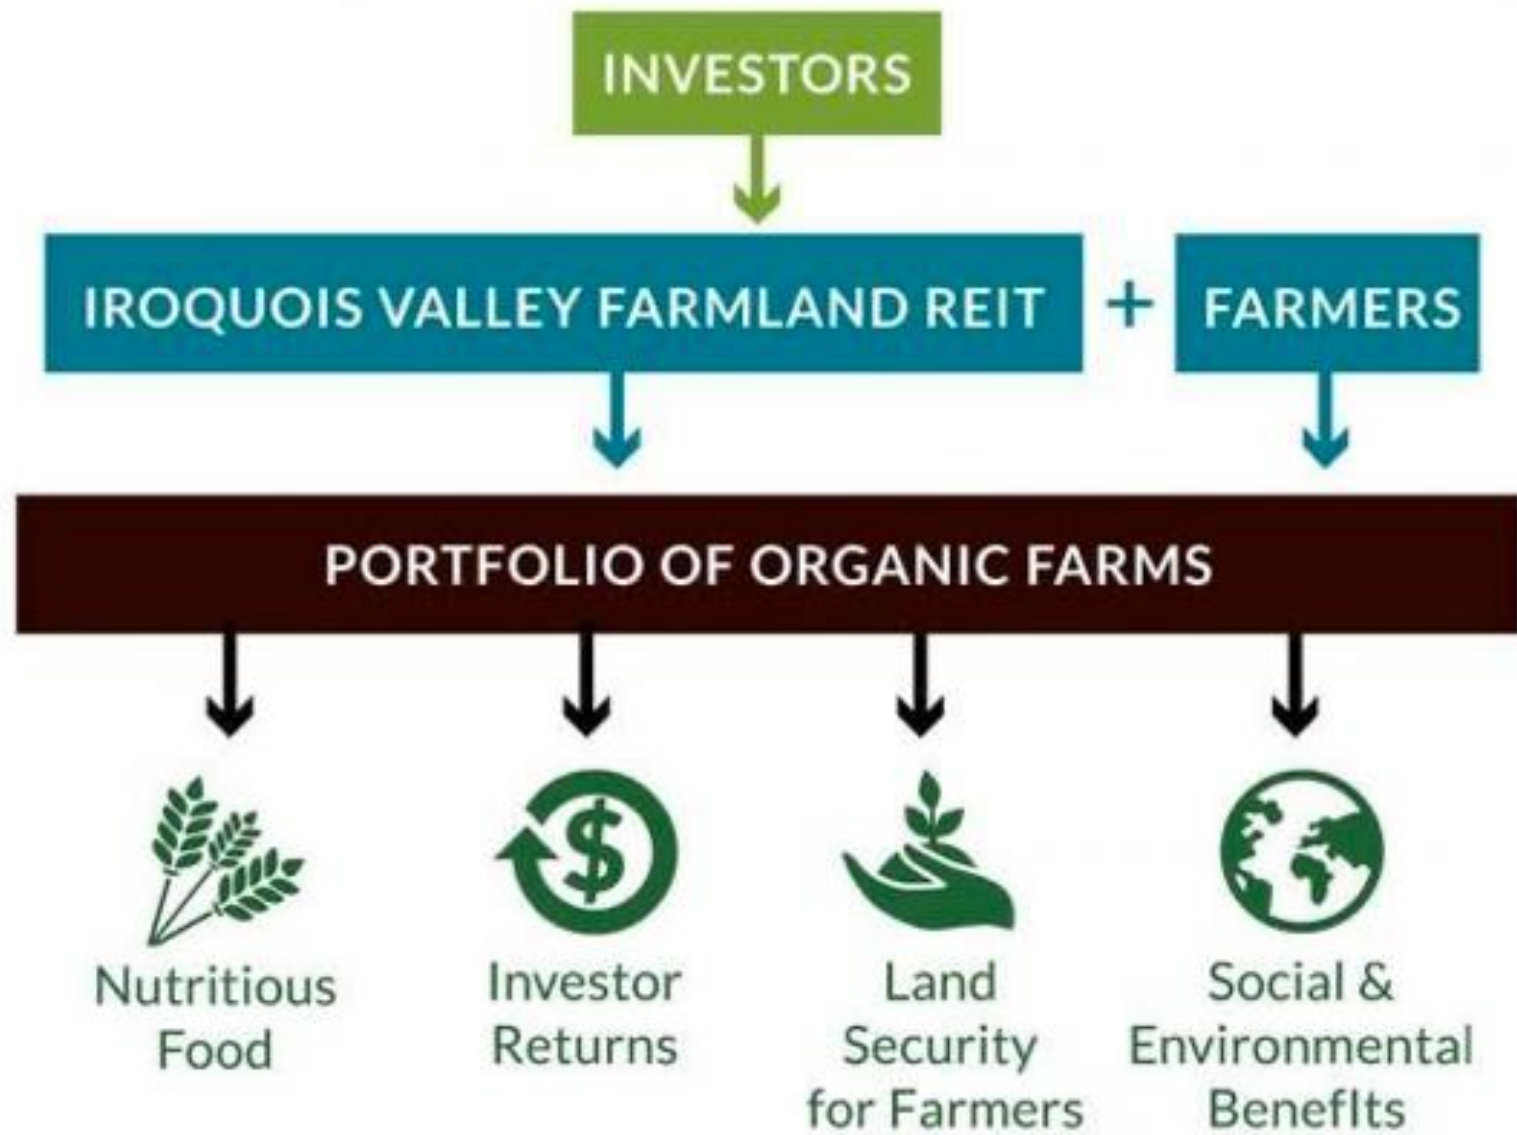 INVESTORS
IROQUOIS VALLEY FARMLAND REIT + FARMERS
PORTFOLIO OF ORGANIC FARMS
$
Nutritious
Food
Investor
Returns
Land
Security
for Farmers
Social &
Environmental
BenefIts